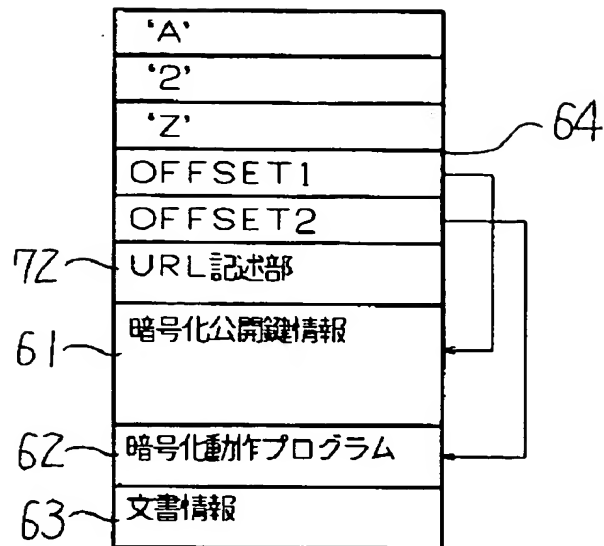 ‘A’
‘2’
‘Z’
64
OFFSET1
OFFSET2
72
URL記述部
61
暗号化公開鍵情報
62
暗号化動作プログラム
63
文書情報